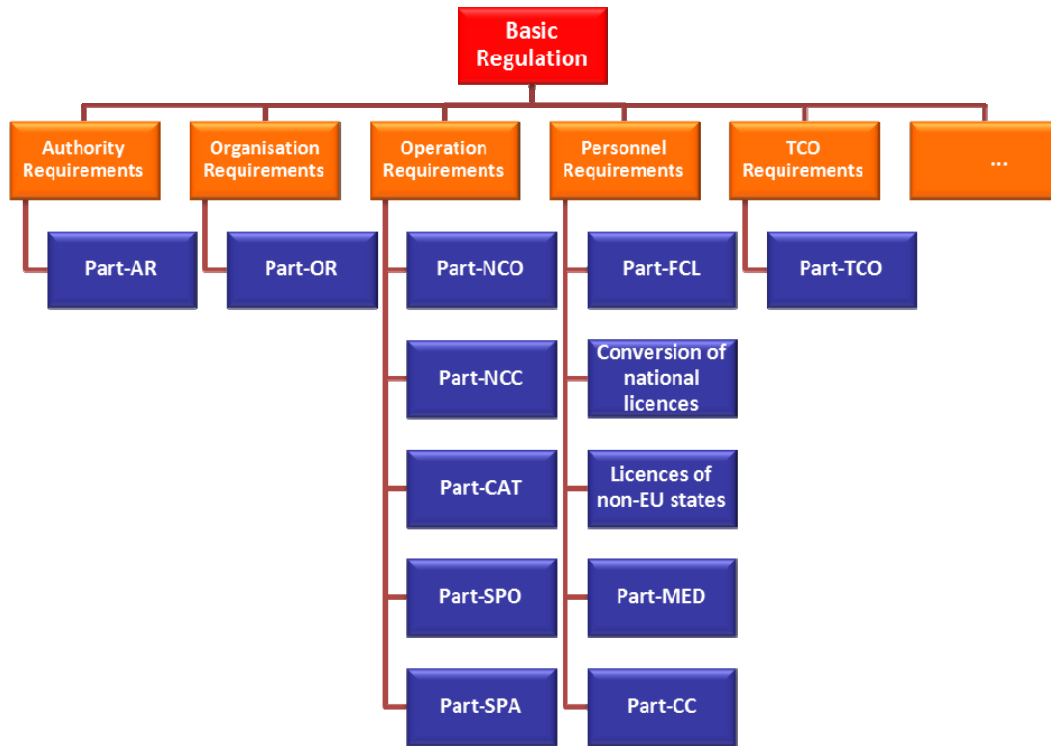 Basic
Regulation
Authority
Requirements
Organisation
Requirements
Operation
Requirements
Personnel
Requirements
TCO
Requirements
...
Part-AR
Part-OR
Part-NCO
Part-FCL
Part-TCO
Part-NCC
Conversion of
national
licences
Part-CAT
Licences of
non-EU states
Part-SPO
Part-MED
Part-SPA
Part-CC